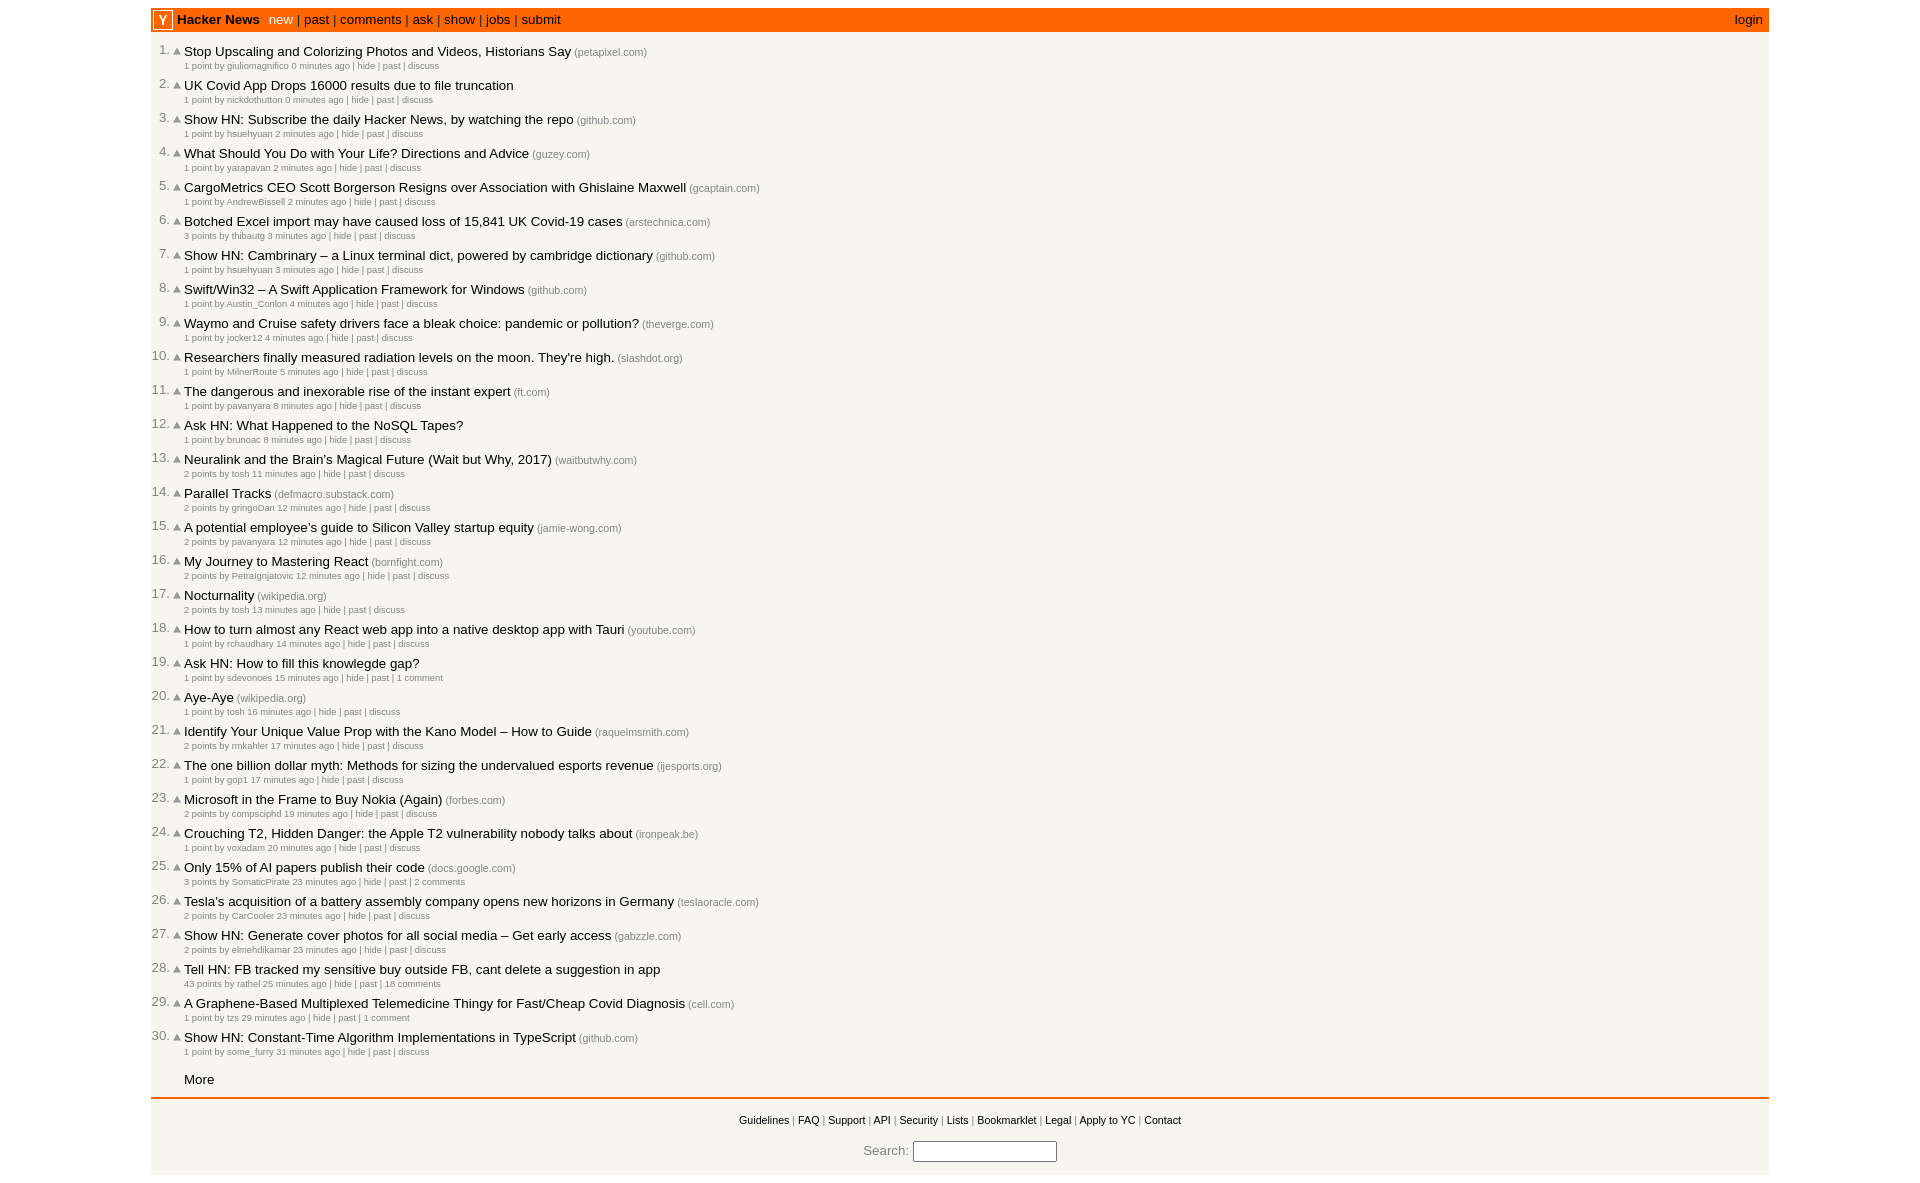 Y Hacker News new | past | comments | ask | show | jobs | submit login
1. Stop Upscaling and Colorizing Photos and Videos, Historians Say (petapixel.com)
1 point by giuliomagnifico 0 minutes ago | hide | past | discuss
2. UK Covid App Drops 16000 results due to file truncation
1 point by nickdothutton 0 minutes ago | hide | past | discuss
3. Show HN: Subscribe the daily Hacker News, by watching the repo (github.com)
1 point by hsuehyuan 2 minutes ago | hide | past | discuss
4. What Should You Do with Your Life? Directions and Advice (guzey.com)
1 point by yarapavan 2 minutes ago | hide | past | discuss
5. CargoMetrics CEO Scott Borgerson Resigns over Association with Ghislaine Maxwell (gcaptain.com)
1 point by AndrewBissell 2 minutes ago | hide | past | discuss
6. Botched Excel import may have caused loss of 15,841 UK Covid-19 cases (arstechnica.com)
3 points by thibautg 3 minutes ago | hide | past | discuss
7. Show HN: Cambrinary – a Linux terminal dict, powered by cambridge dictionary (github.com)
1 point by hsuehyuan 3 minutes ago | hide | past | discuss
8. Swift/Win32 – A Swift Application Framework for Windows (github.com)
1 point by Austin_Conlon 4 minutes ago | hide | past | discuss
9. Waymo and Cruise safety drivers face a bleak choice: pandemic or pollution? (theverge.com)
1 point by jocker12 4 minutes ago | hide | past | discuss
10. Researchers finally measured radiation levels on the moon. They're high. (slashdot.org)
1 point by MilnerRoute 5 minutes ago | hide | past | discuss
11. The dangerous and inexorable rise of the instant expert (ft.com)
1 point by pavanyara 8 minutes ago | hide | past | discuss
12. Ask HN: What Happened to the NoSQL Tapes?
1 point by brunoac 8 minutes ago | hide | past | discuss
13. Neuralink and the Brain’s Magical Future (Wait but Why, 2017) (waitbutwhy.com)
2 points by tosh 11 minutes ago | hide | past | discuss
14. Parallel Tracks (defmacro.substack.com)
2 points by gringoDan 12 minutes ago | hide | past | discuss
15. A potential employee’s guide to Silicon Valley startup equity (jamie-wong.com)
2 points by pavanyara 12 minutes ago | hide | past | discuss
16. My Journey to Mastering React (bornfight.com)
2 points by PetraIgnjatovic 12 minutes ago | hide | past | discuss
17. Nocturnality (wikipedia.org)
2 points by tosh 13 minutes ago | hide | past | discuss
18. How to turn almost any React web app into a native desktop app with Tauri (youtube.com)
1 point by rchaudhary 14 minutes ago | hide | past | discuss
19. Ask HN: How to fill this knowlegde gap?
1 point by sdevonoes 15 minutes ago | hide | past | 1 comment
20. Aye-Aye (wikipedia.org)
1 point by tosh 16 minutes ago | hide | past | discuss
21. Identify Your Unique Value Prop with the Kano Model – How to Guide (raquelmsmith.com)
2 points by rmkahler 17 minutes ago | hide | past | discuss
22. The one billion dollar myth: Methods for sizing the undervalued esports revenue (ijesports.org)
1 point by gop1 17 minutes ago | hide | past | discuss
23. Microsoft in the Frame to Buy Nokia (Again) (forbes.com)
2 points by compsciphd 19 minutes ago | hide | past | discuss
24. Crouching T2, Hidden Danger: the Apple T2 vulnerability nobody talks about (ironpeak.be)
1 point by voxadam 20 minutes ago | hide | past | discuss
25. Only 15% of AI papers publish their code (docs.google.com)
3 points by SomaticPirate 23 minutes ago | hide | past | 2 comments
26. Tesla’s acquisition of a battery assembly company opens new horizons in Germany (teslaoracle.com)
2 points by CarCooler 23 minutes ago | hide | past | discuss
27. Show HN: Generate cover photos for all social media – Get early access (gabzzle.com)
2 points by elmehdikamar 23 minutes ago | hide | past | discuss
28. Tell HN: FB tracked my sensitive buy outside FB, cant delete a suggestion in app
43 points by rathel 25 minutes ago | hide | past | 18 comments
29. A Graphene-Based Multiplexed Telemedicine Thingy for Fast/Cheap Covid Diagnosis (cell.com)
1 point by tzs 29 minutes ago | hide | past | 1 comment
30. Show HN: Constant-Time Algorithm Implementations in TypeScript (github.com)
1 point by some_furry 31 minutes ago | hide | past | discuss
More
Guidelines | FAQ | Support | API | Security | Lists | Bookmarklet | Legal | Apply to YC | Contact
Search: